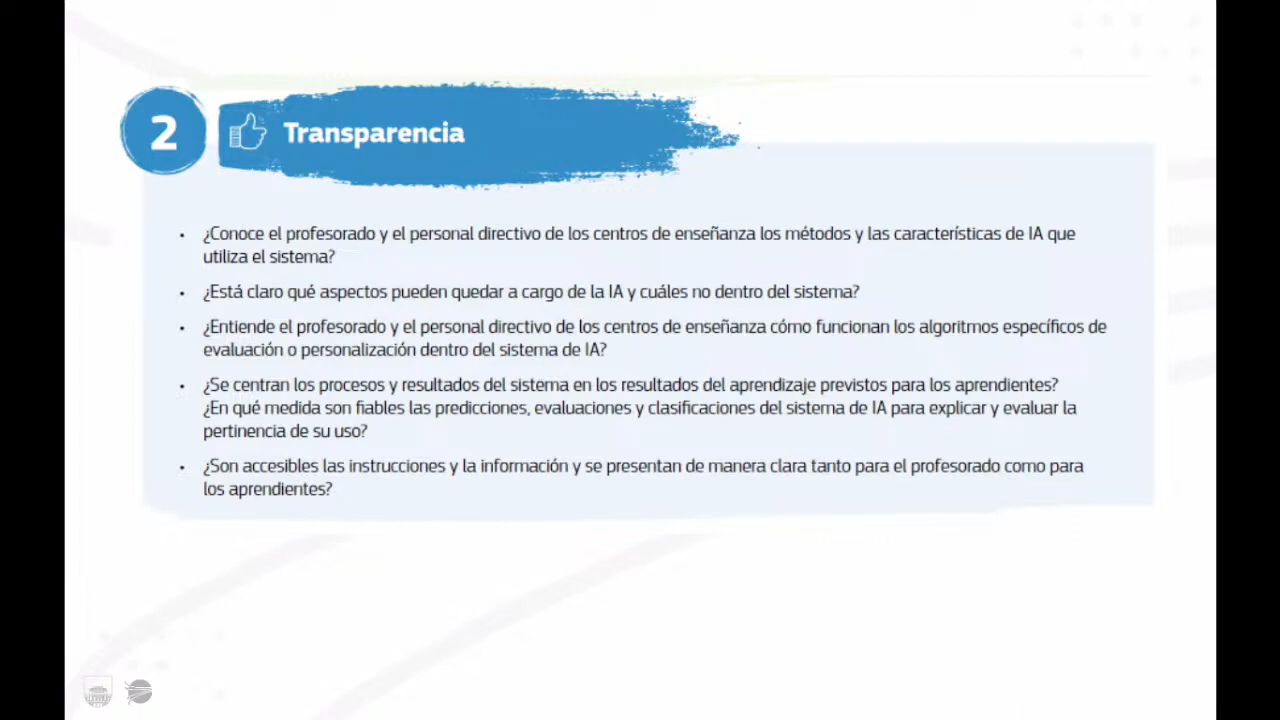 2
Transparencia
• ¿Conoce el profesorado y el personal directivo de los centros de enseñanza los métodos y las características de IA que
utiliza el sistema?
• ¿Está claro qué aspectos pueden quedar a cargo de la IA y cuáles no dentro del sistema?
• ¿Entiende el profesorado y el personal directivo de los centros de enseñanza cómo funcionan los algoritmos específicos de
evaluación o personalización dentro del sistema de IA?
• ¿Se centran los procesos y resultados del sistema en los resultados del aprendizaje previstos para los aprendientes?
¿En qué medida son fiables las predicciones, evaluaciones y clasificaciones del sistema de IA para explicar y evaluar la
pertinencia de su uso?
• ¿Son accesibles las instrucciones y la información y se presentan de manera clara tanto para el profesorado como para
los aprendientes?